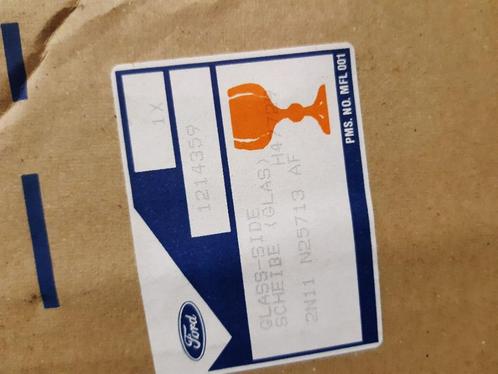 1X
1214359
GLASS-SIDE
SCHEIBE (GLAS)
2N11 N25713 AF
Ford
PMS. NO. MFL 001